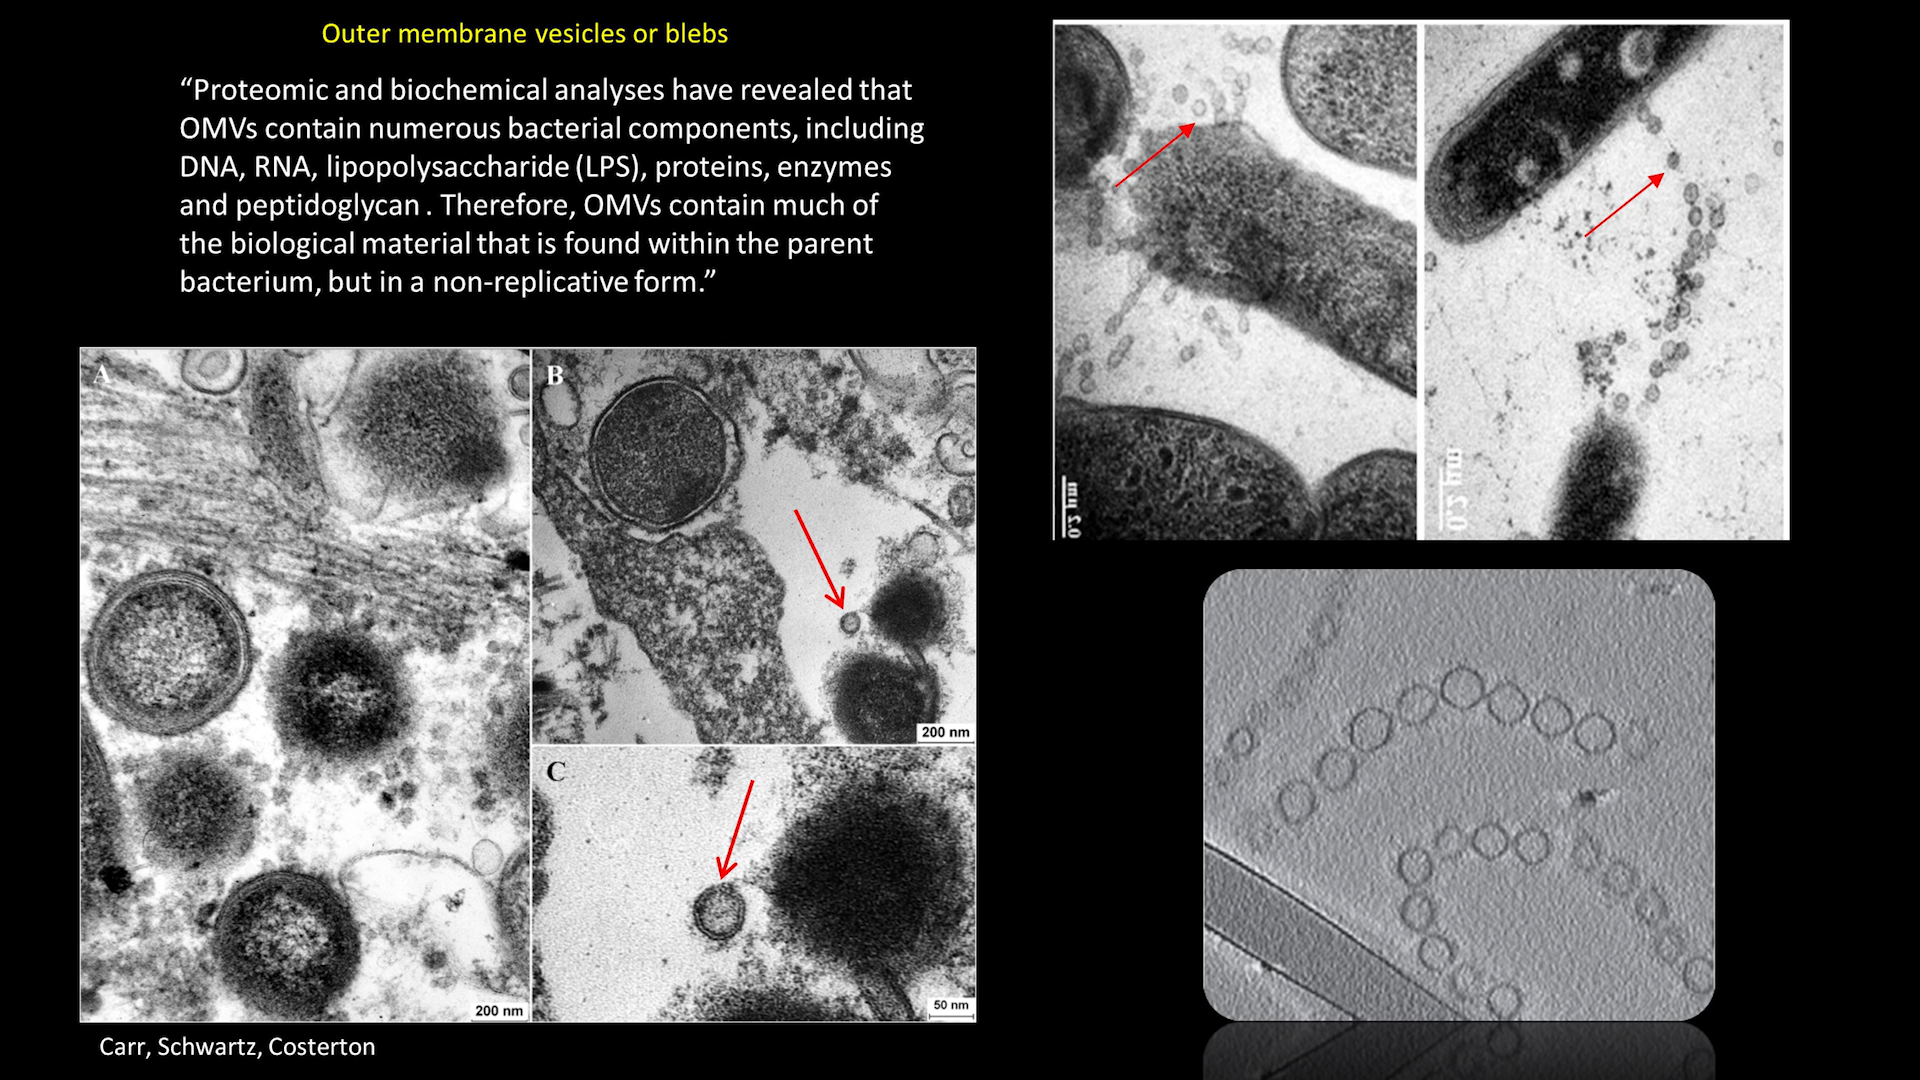 Outer membrane vesicles or blebs
“Proteomic and biochemical analyses have revealed that
OMVs contain numerous bacterial components, including
DNA, RNA, lipopolysaccharide (LPS), proteins, enzymes
and peptidoglycan . Therefore, OMVs contain much of
the biological material that is found within the parent
bacterium, but in a non-replicative form.”
A
B
200 nm
C
200 nm
50 nm
Carr, Schwartz, Costerton
0.2 µm
0.2 µm